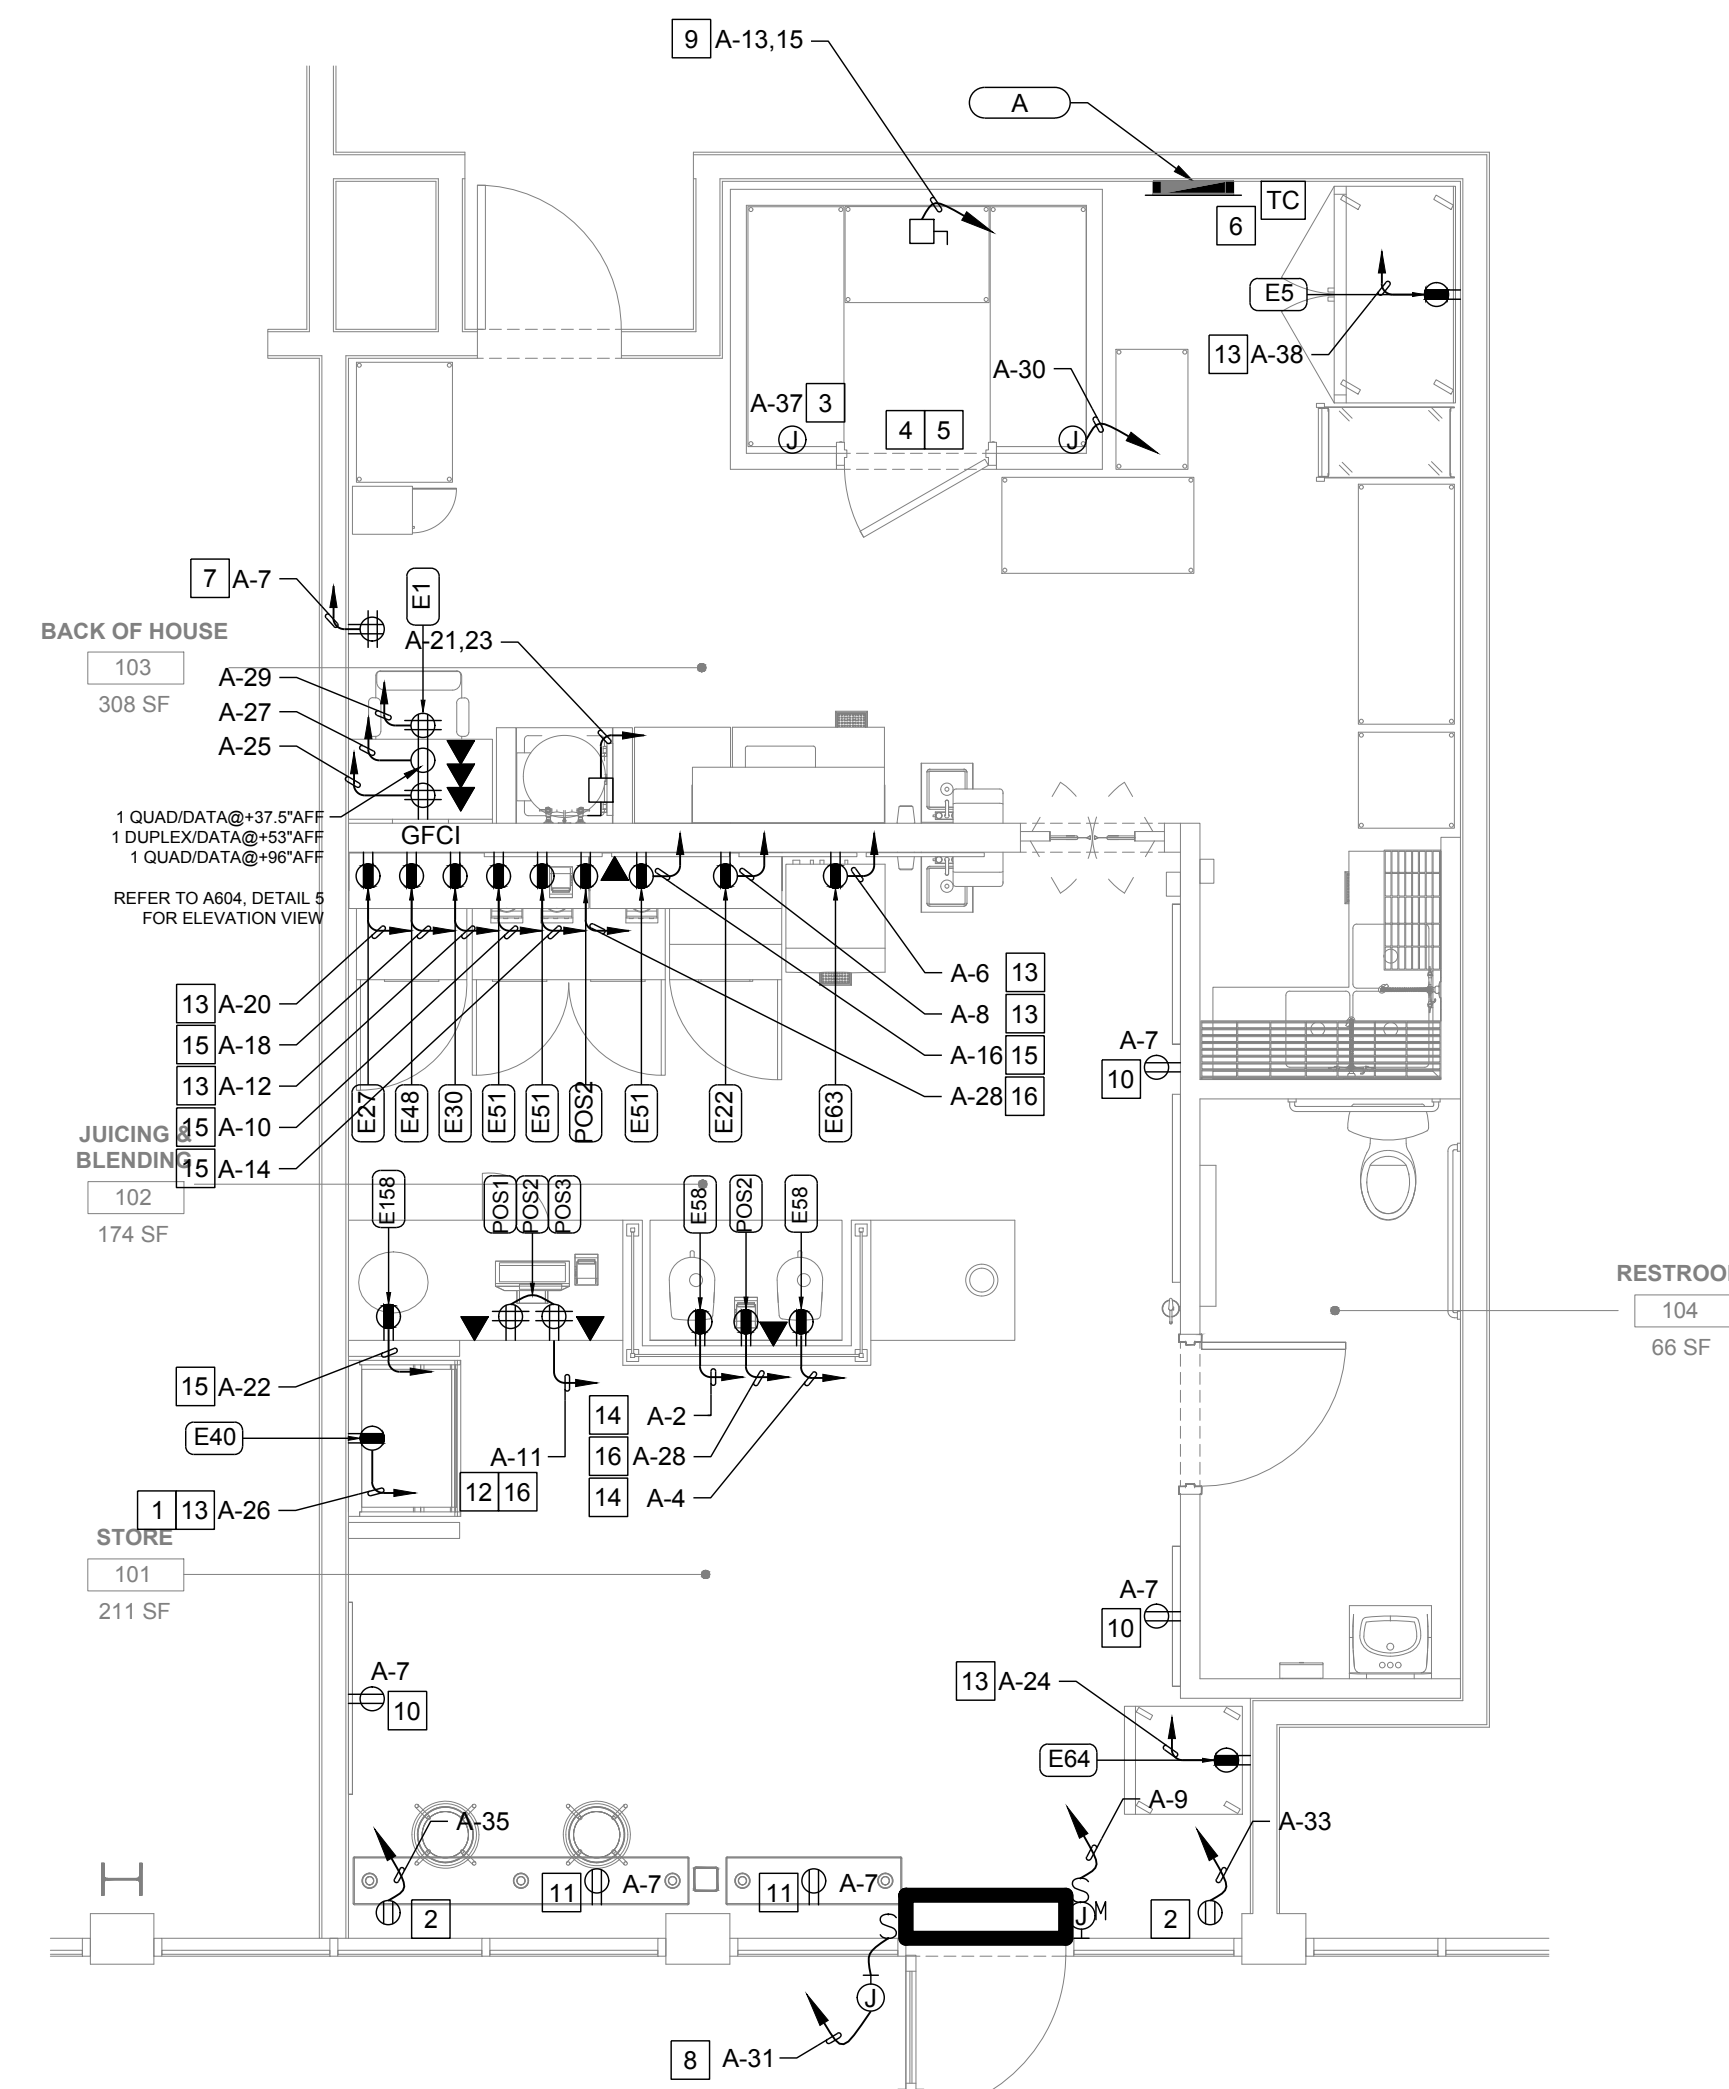 9 A-13,15
A
TC
6
E5
13 A-38
A-30
A-37 3
J
4 5
J
7 A-7
E1
BACK OF HOUSE
103
308 SF
A-21,23
A-29
A-27
A-25
1 QUAD/DATA@+37.5"AFF
1 DUPLEX/DATA@+53"AFF
1 QUAD/DATA@+96"AFF
GFCI
REFER TO A604, DETAIL 5
FOR ELEVATION VIEW
13 A-20
15 A-18
13 A-12
15 A-10
15 A-14
A-6 13
A-8 13
A-16 15
A-28 16
A-7
10
E27
E48
E30
E51
E51
POS2
E51
E22
E63
JUICING &
BLENDING
102
174 SF
E158
POS1
POS2
POS3
E58
POS2
E58
RESTROO
104
66 SF
15 A-22
E40
1 13 A-26
A-11
12 16
14 A-2
16 A-28
14 A-4
STORE
101
211 SF
A-7
10
A-7
10
13 A-24
E64
A-9
A-35
A-33
11 A-7
11 A-7
2
S
S
J M
2
J
8 A-31